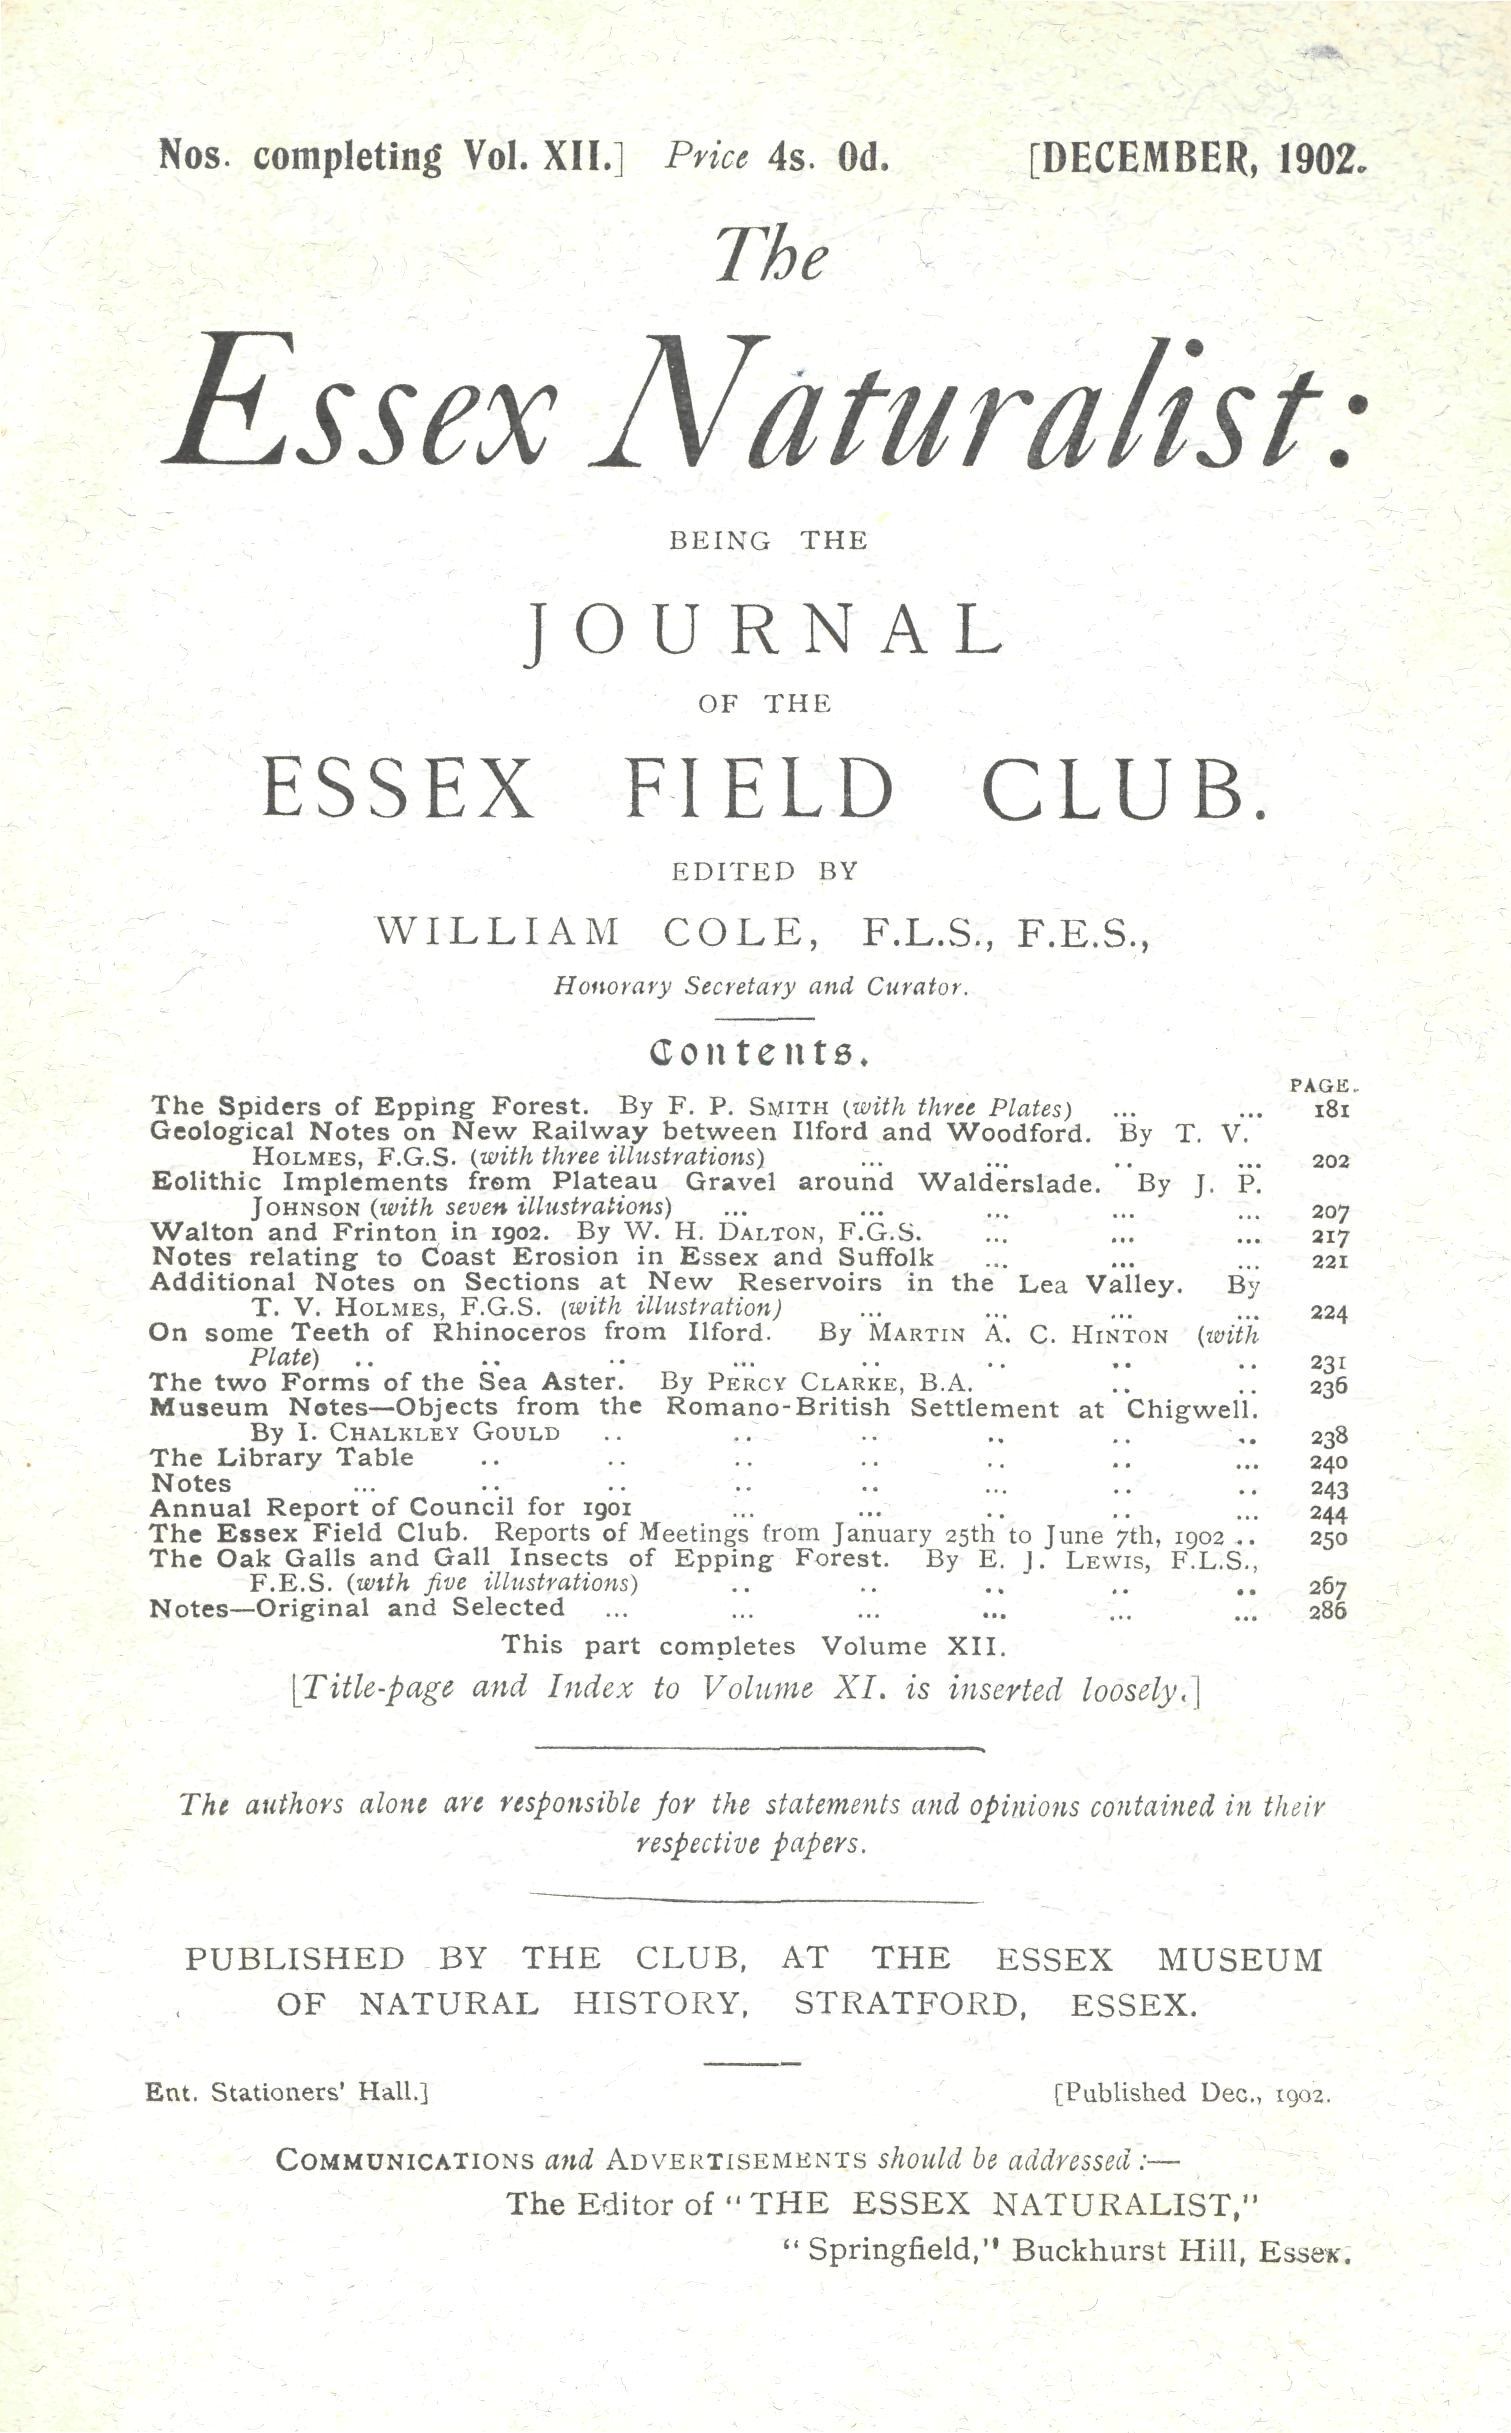 Nos. completing Vol. XII.] Price 4s. 0d. [DECEMBER, 1902.
The
Essex Naturalist:
BEING THE
JOURNAL
OF THE
ESSEX FIELD CLUB.
EDITED BY
WILLIAM COLE, F.L.S., F.E.S.,
Honorary Secretary and Curator.
Contents.
PAGE.
The Spiders of Epping Forest. By F. P. SMITH (with three Plates) ... ... 181
Geological Notes on New Railway between Ilford and Woodford. By T. V.
HOLMES, F.G.S. (with three illustrations) ... ... .. ... 202
Eolithic Implements from Plateau Gravel around Walderslade. By J. P.
JOHNSON (with seven illustrations) ... ... ... ... ... 207
Walton and Frinton in 1902. By W. H. DALTON, F.G.S. ... ... ... 217
Notes relating to Coast Erosion in Essex and Suffolk ... ... ... 221
Additional Notes on Sections at New Reservoirs in the Lea Valley. By
T. V. HOLMES, F.G.S. (with illustration) ... ... ... ... 224
On some Teeth of Rhinoceros from Ilford. By MARTIN A. C. HINTON (with
Plate) .. .. .. ... .. .. .. .. 231
The two Forms of the Sea Aster. By PERCY CLARKE, B.A. .. .. 236
Museum Notes—Objects from the Romano-British Settlement at Chigwell.
By I. CHALKLEY GOULD .. .. .. .. .. .. 238
The Library Table .. .. .. .. .. .. ... 240
Notes ... .. .. .. .. ... .. .. 243
Annual Report of Council for 1901 ... ... .. .. ... 244
The Essex Field Club. Reports of Meetings from January 25th to June 7th, 1902 .. 250
The Oak Galls and Gall Insects of Epping Forest. By E. J. LEWIS, F.L.S.,
F.E.S. (with five illustrations) .. .. .. .. .. 267
Notes—Original and Selected ... ... ... ... ... ... 286
This part completes Volume XII.
[Title-page and Index to Volume XI. is inserted loosely.]
The authors alone are responsible for the statements and opinions contained in their
respective papers.
PUBLISHED BY THE CLUB, AT THE ESSEX MUSEUM
OF NATURAL HISTORY, STRATFORD, ESSEX.
Ent. Stationers' Hall.] [Published Dec., 1902.
COMMUNICATIONS and ADVERTISEMENTS should be addressed :—
The Editor of "THE ESSEX NATURALIST,"
"Springfield," Buckhurst Hill, Essex.